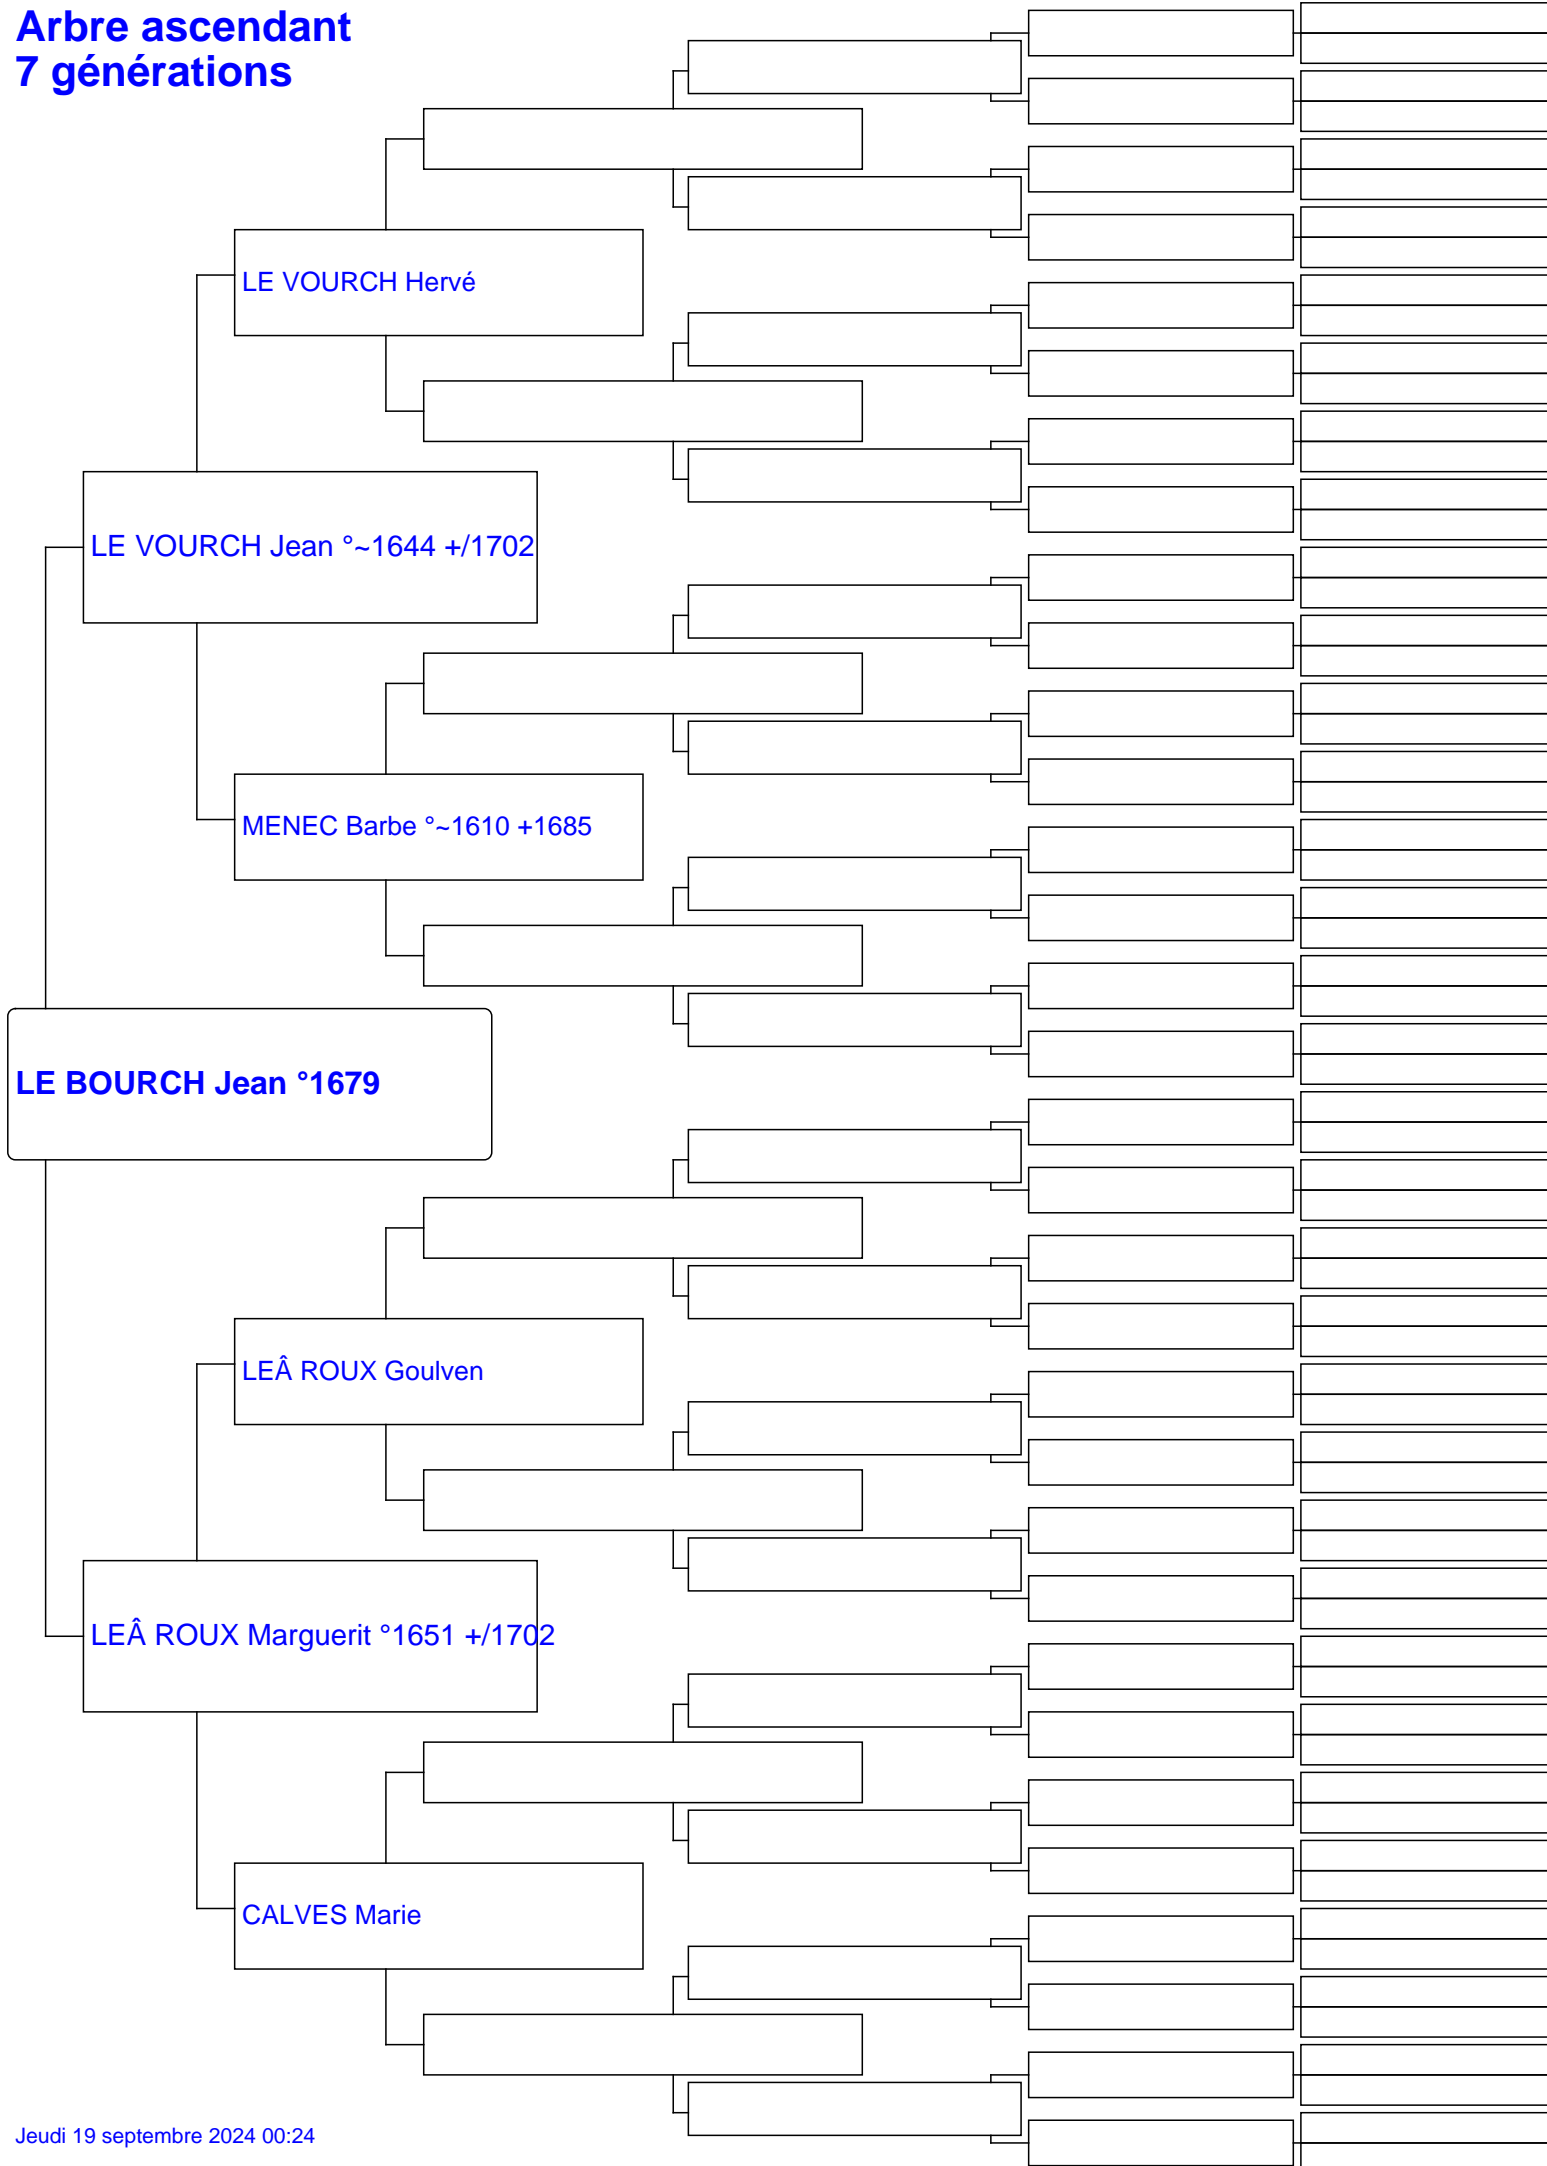 Arbre ascendant
7 générations
LE VOURCH Hervé
LE VOURCH Jean °~1644 +/1702
MENEC Barbe °~1610 +1685
LE BOURCH Jean °1679
LEÂ ROUX Goulven
LEÂ ROUX Marguerit °1651 +/1702
CALVES Marie
Jeudi 19 septembre 2024 00:24